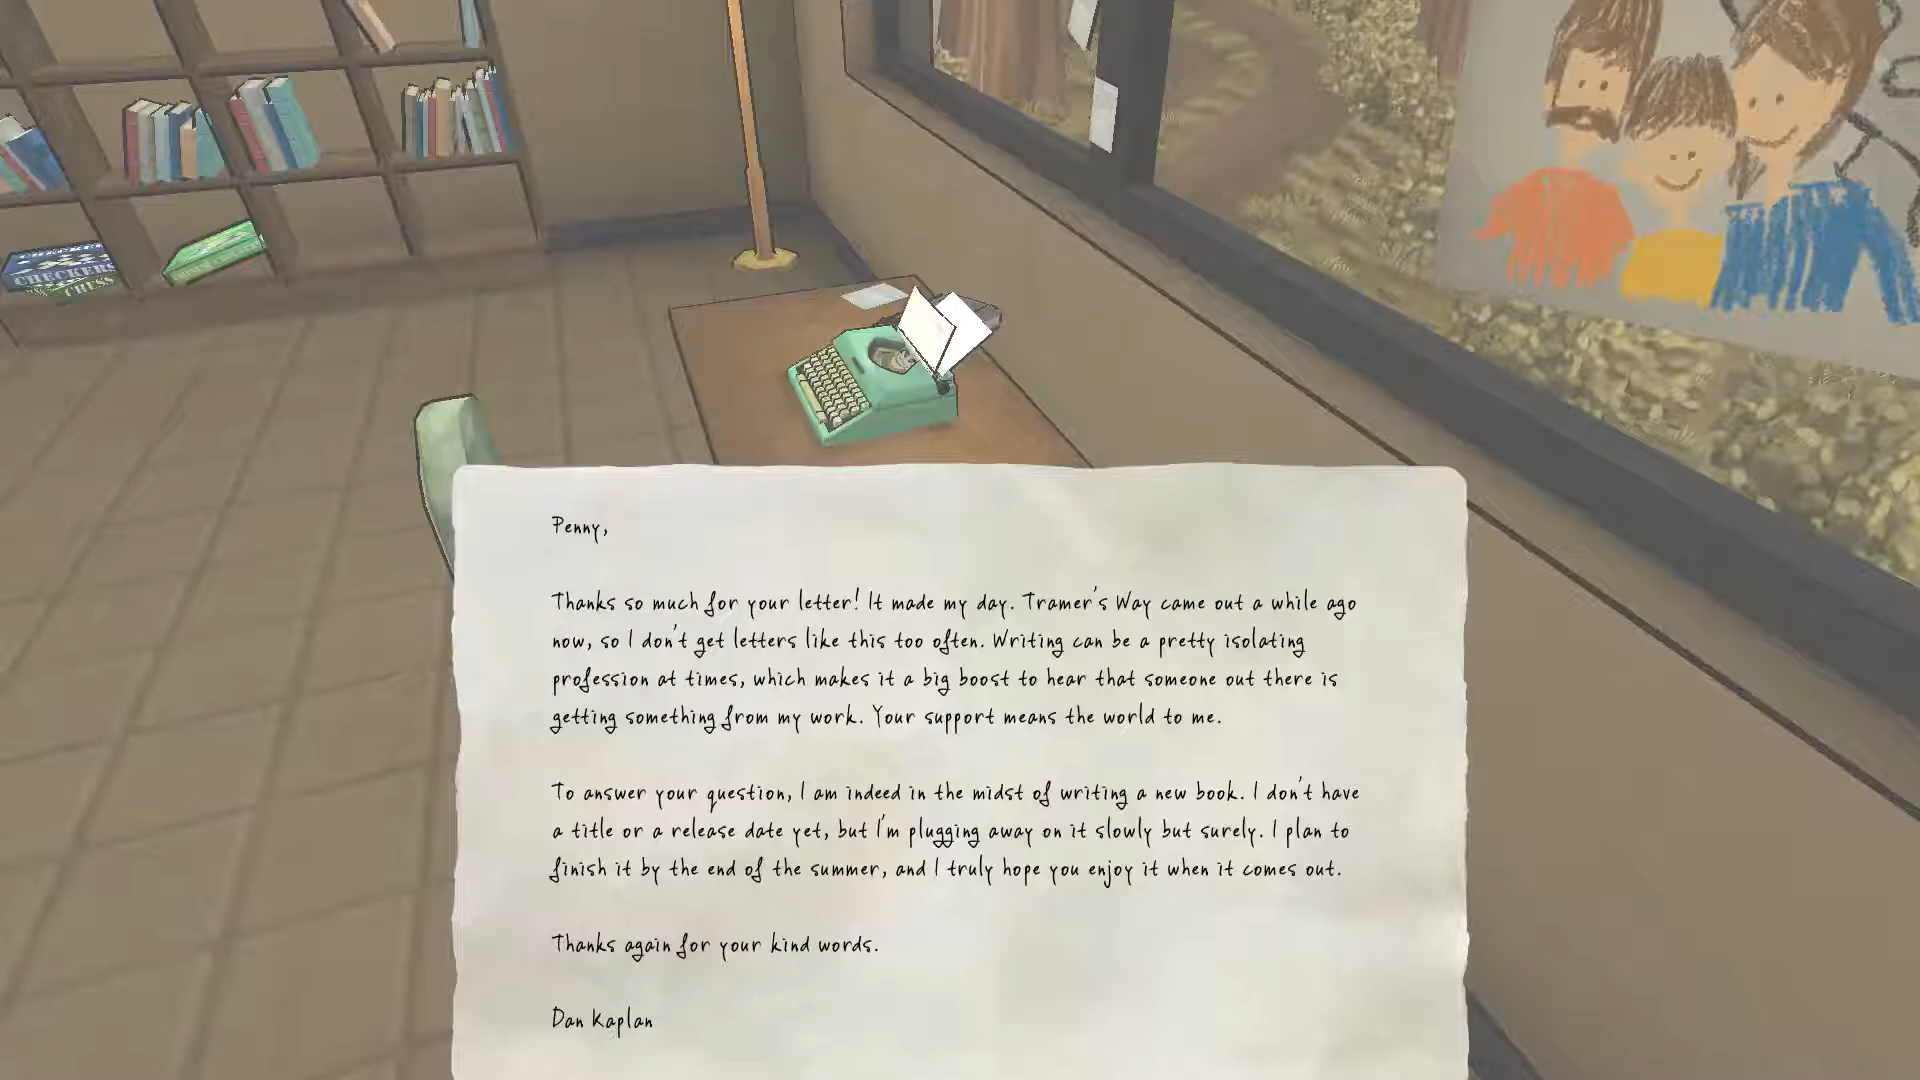 CHECKERS
CHECKERS
CHESS
Penny,
Thanks so much for your letter! It made my day. Tramer's Way came out a while ago
now, so I don't get letters like this too often. Writing can be a pretty isolating
profession at times, which makes it a big boost to hear that someone out there is
getting something from my work. Your support means the world to me.
To answer your question, I am indeed in the midst of writing a new book. I don't have
a title or a release date yet, but I'm plugging away on it slowly but surely. I plan to
finish it by the end of the summer, and I truly hope you enjoy it when it comes out.
Thanks again for your kind words.
Dan Kaplan